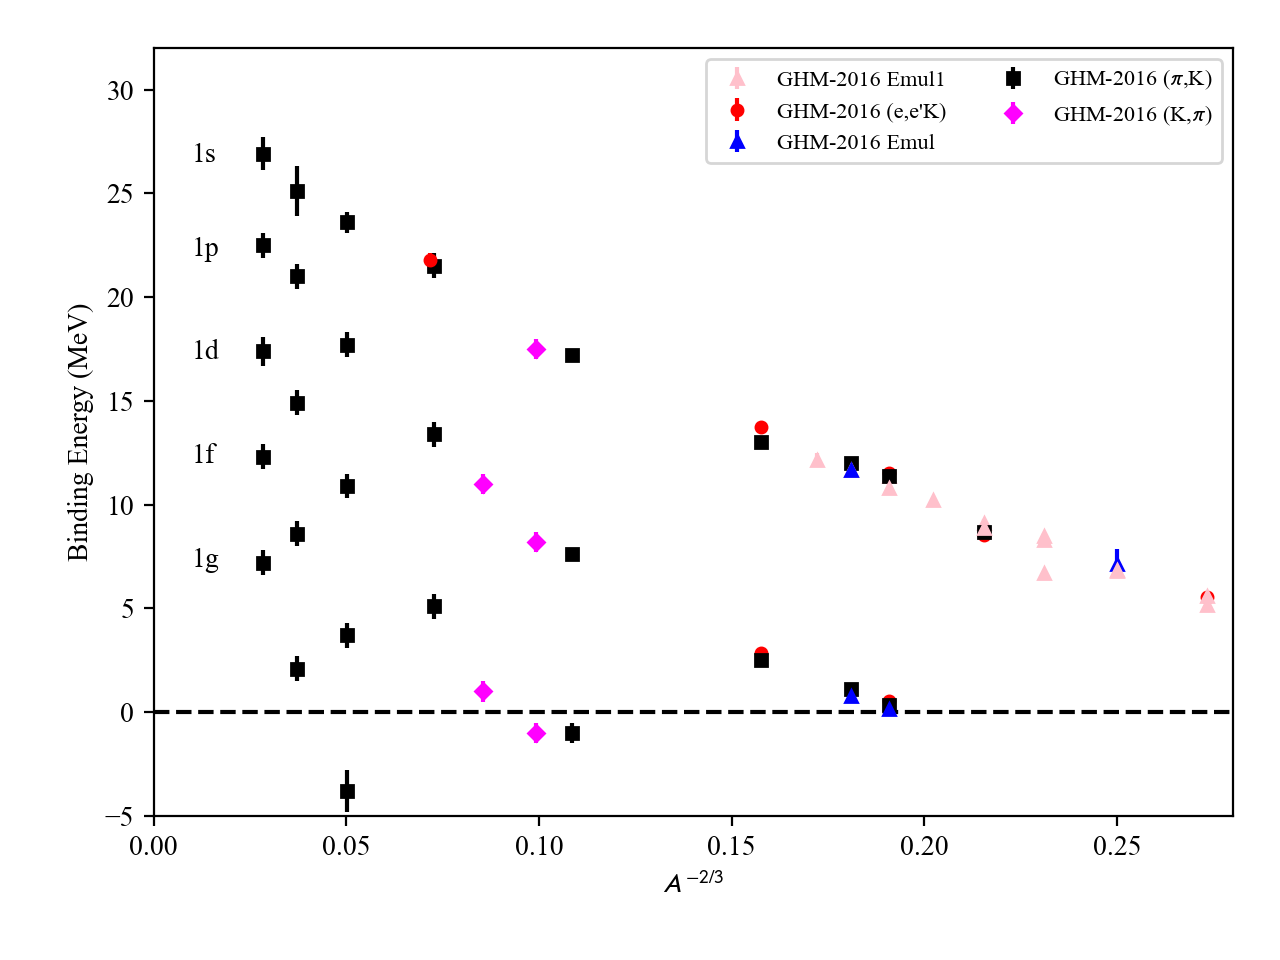 GHM-2016 Emul1
GHM-2016 (e,e'K)
GHM-2016 Emul
GHM-2016 (π,K)
GHM-2016 (K,π)
30
25
20
15
10
5
0
−5
Binding Energy (MeV)
1s
1p
1d
1f
1g
0.00 0.05 0.10 0.15 0.20 0.25
A^{−2/3}